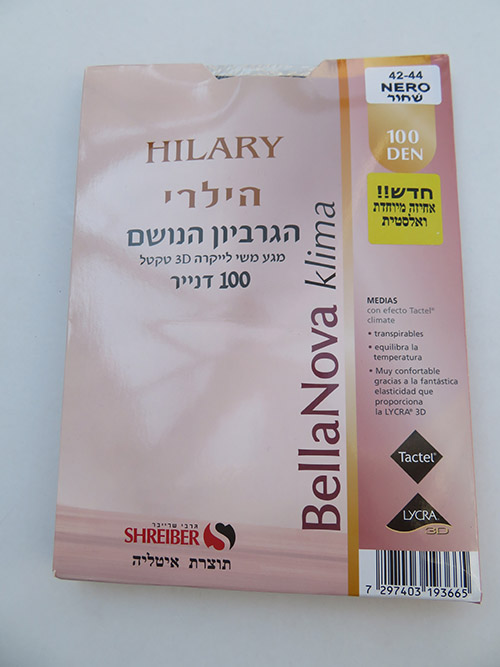 42-44
NERO
שחור
100
DEN
חדש!!
אחיזה מיוחדת
ואלסטית
HILARY
הילרי
הגרביון הנושם
מגע משי לייקרה 3D טקטל
100 דנייר
BellaNova klima
MEDIAS
con efecto Tactel®
climate
• transpirables
• equilibra la
temperatura
• Muy confortable
gracias a la fantástica
elasticidad que
proporciona
la LYCRA® 3D
Tactel®
LYCRA®
3D
גרבי שרייבר
SHREIBER
תוצרת איטליה
7 297403 193665